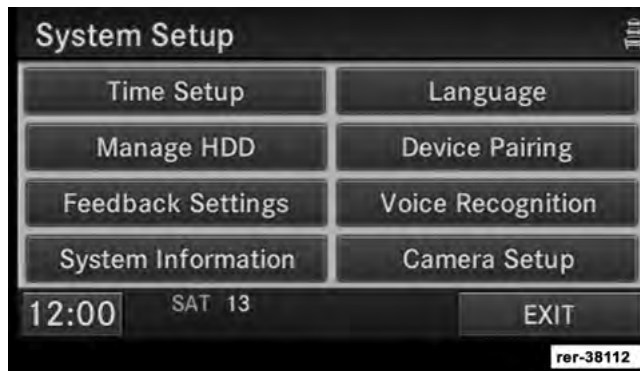 System Setup
Time Setup
Language
Manage HDD
Device Pairing
Feedback Settings
Voice Recognition
System Information
Camera Setup
12:00
SAT 13
EXIT
rer-38112